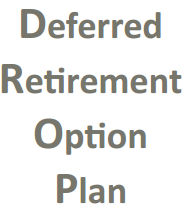 Deferred
Retirement
Option
Plan